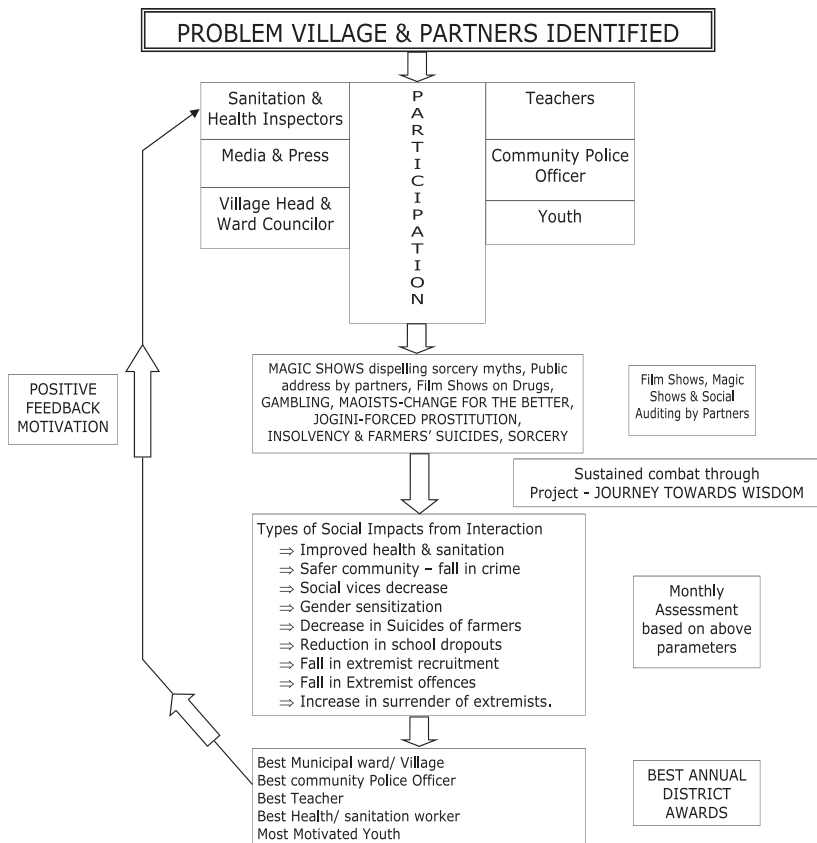 PROBLEM VILLAGE & PARTNERS IDENTIFIED
Sanitation &
Health Inspectors
Media & Press
Village Head &
Ward Councilor
P
A
R
T
I
C
I
P
A
T
I
O
N
Teachers
Community Police
Officer
Youth
MAGIC SHOWS dispelling sorcery myths, Public
address by partners, Film Shows on Drugs,
GAMBLING, MAOISTS-CHANGE FOR THE BETTER,
JOGINI-FORCED PROSTITUTION,
INSOLVENCY & FARMERS' SUICIDES, SORCERY
Film Shows, Magic
Shows & Social
Auditing by Partners
POSITIVE
FEEDBACK
MOTIVATION
Sustained combat through
Project - JOURNEY TOWARDS WISDOM
Types of Social Impacts from Interaction
⇒ Improved health & sanitation
⇒ Safer community – fall in crime
⇒ Social vices decrease
⇒ Gender sensitization
⇒ Decrease in Suicides of farmers
⇒ Reduction in school dropouts
⇒ Fall in extremist recruitment
⇒ Fall in Extremist offences
⇒ Increase in surrender of extremists.
Monthly
Assessment
based on above
parameters
Best Municipal ward/ Village
Best community Police Officer
Best Teacher
Best Health/ sanitation worker
Most Motivated Youth
BEST ANNUAL
DISTRICT
AWARDS